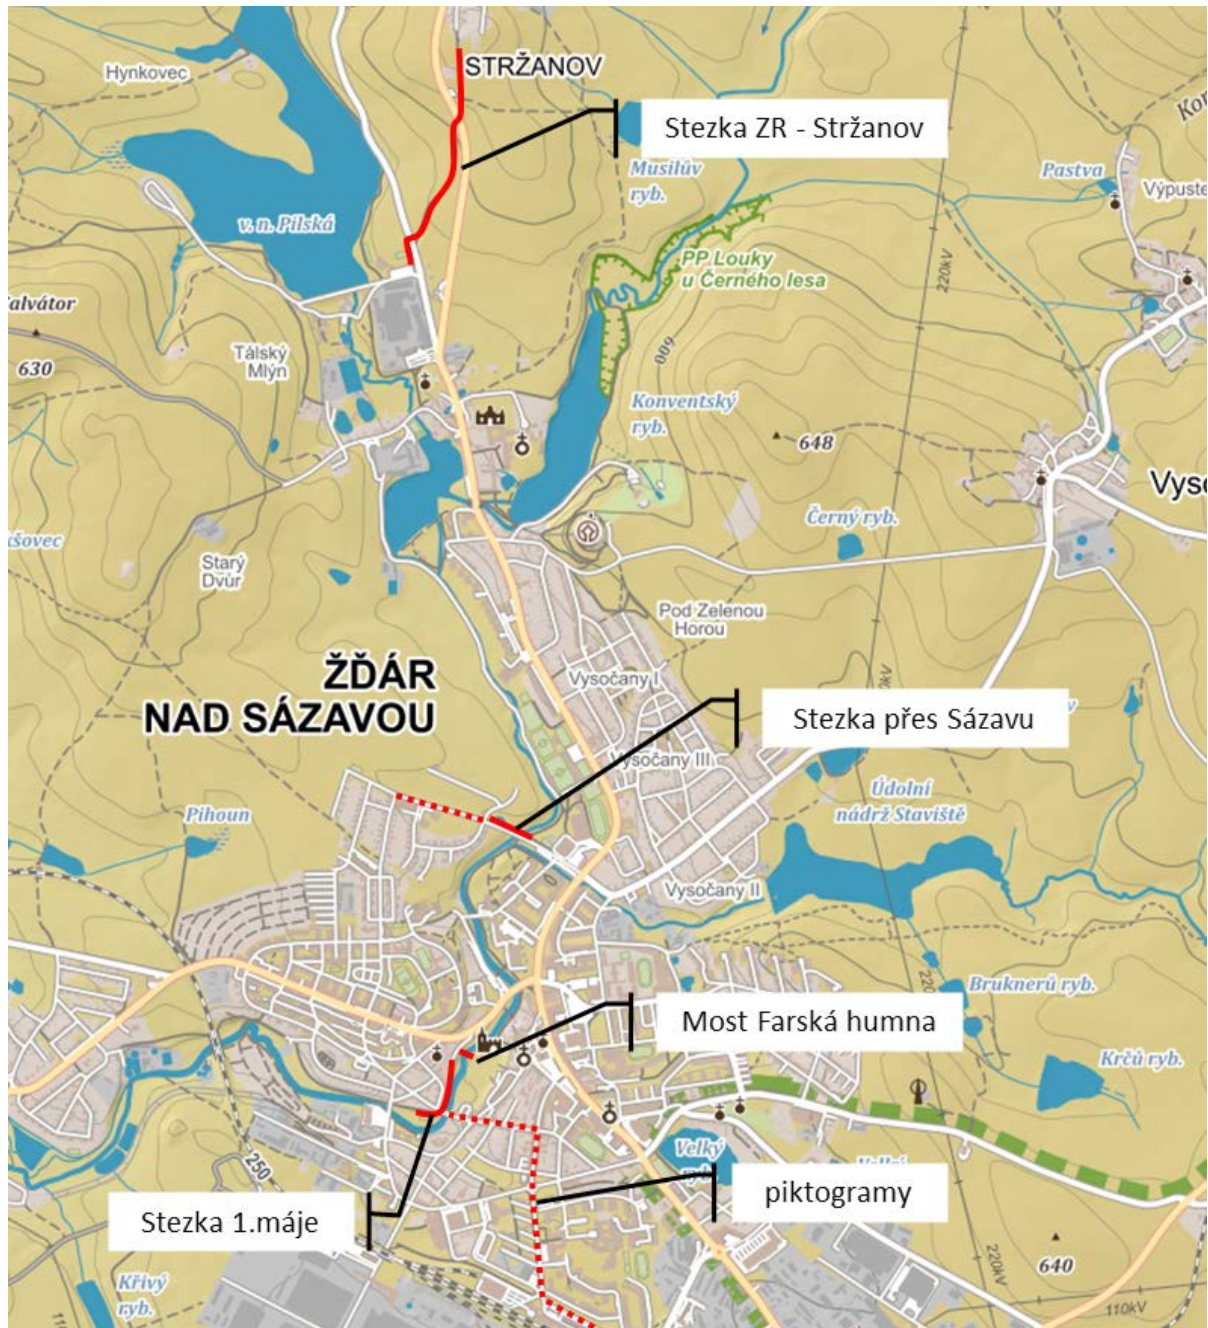 STRŽANOV
Hynkovec
Stezka ZR - Stržanov
Musilův
ryb.
Pastva
Výpuste
v. n. Pilská
PP Louky
u Černého lesa
220kV
630
Tálský
Mlýn
600
Konventský
ryb.
648
Černý ryb.
Starý
Dvůr
Pod Zelenou
Horou
ŽĎÁR
NAD SÁZAVOU
Vysočany I
Stezka přes Sázavu
Vysočany III
Údolní
nádrž Staviště
Pihoun
Vysočany II
Bruknerů ryb.
Most Farská humna
Krčů ryb.
250
Velký
piktogramy
Stezka 1.máje
Křivý
ryb.
220kV
640
110kV